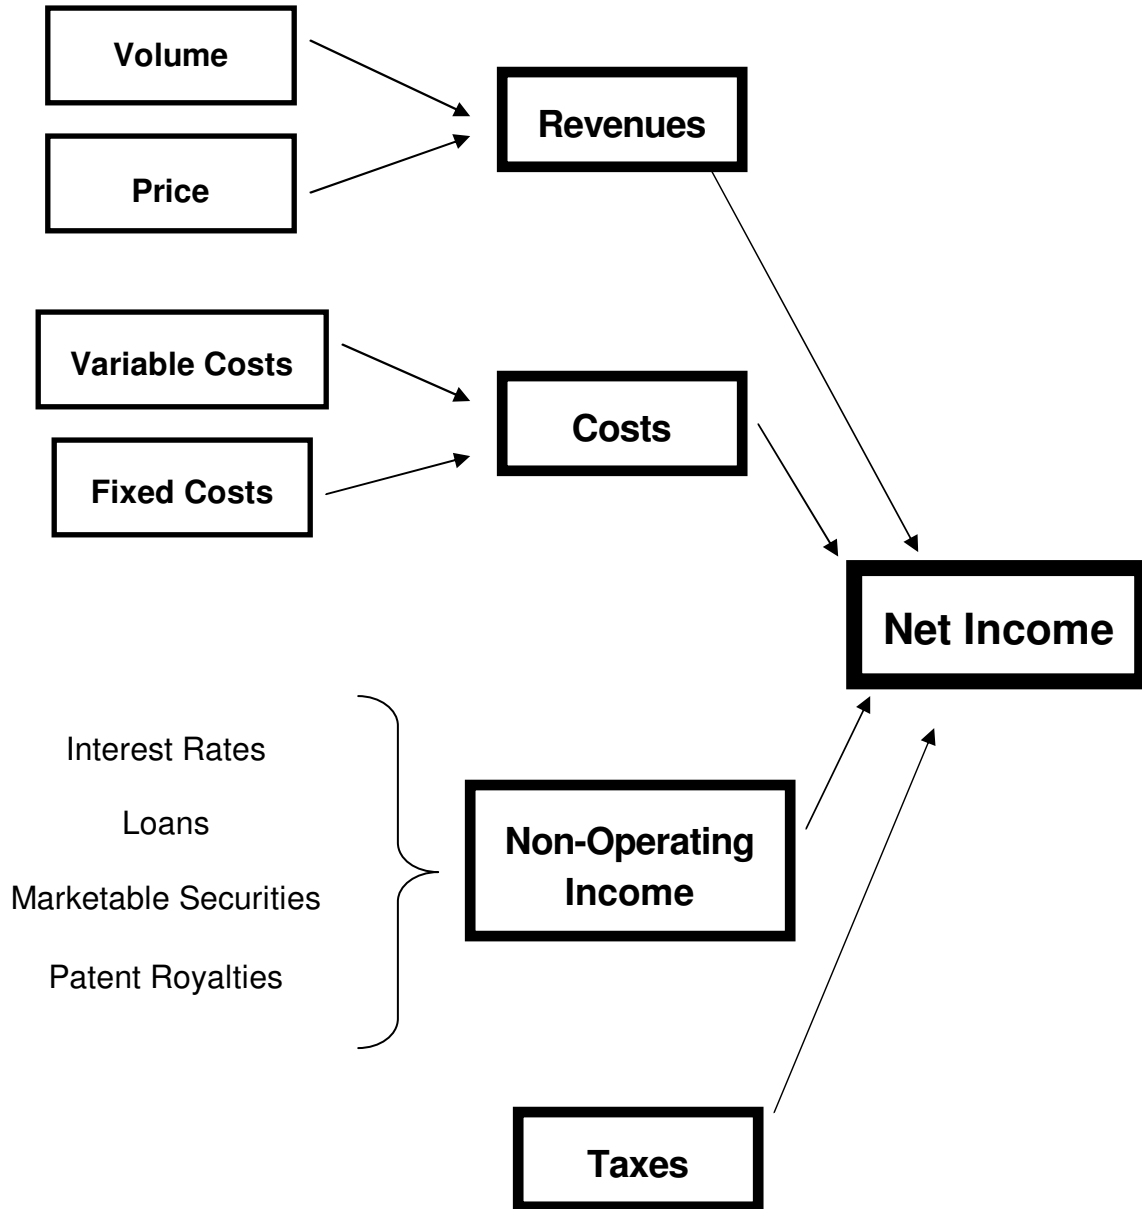 Volume
Revenues
Price
Variable Costs
Costs
Fixed Costs
Net Income
Interest Rates
Loans
Non-Operating
Income
Marketable Securities
Patent Royalties
Taxes